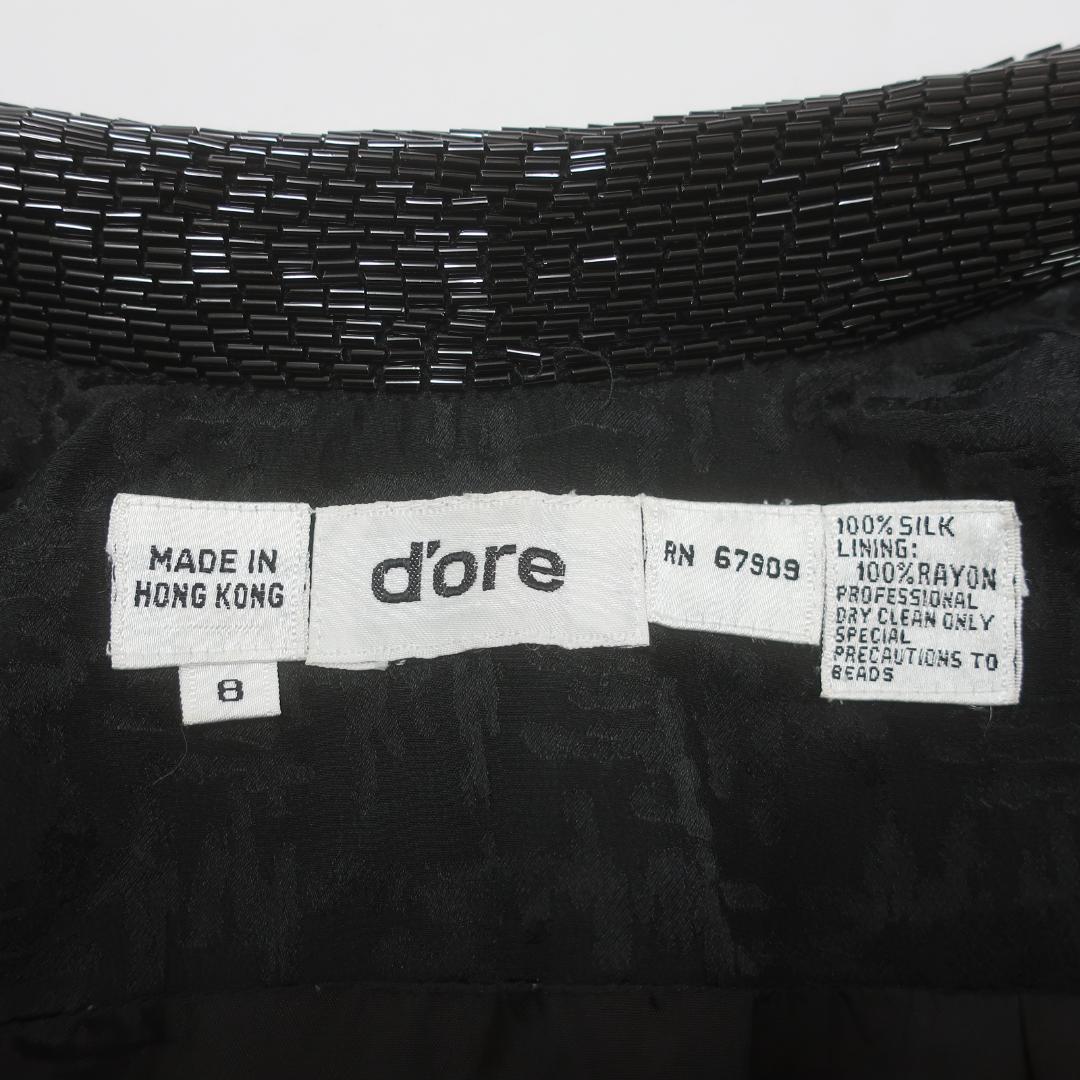 MADE IN
HONG KONG
8
d'ore
RN 67909
100% SILK
LINING:
100% RAYON
PROFESSIONAL
DRY CLEAN ONLY
SPECIAL
PRECAUTIONS TO
BEADS